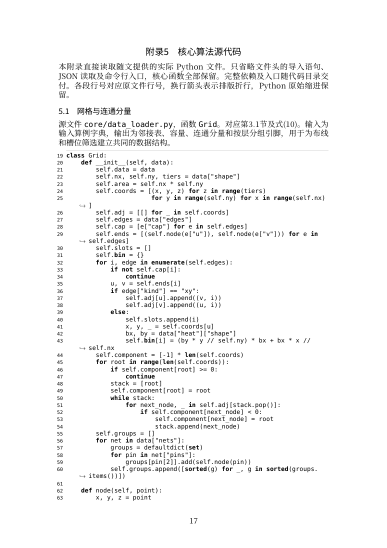 附录5 核心算法源代码
本附录直接读取随文提供的实际 Python 文件。只省略文件头的导入语句、
JSON 读取及命令行入口，核心函数全部保留。完整依赖及入口随代码目录交
付。各段行号对应原文件行号，换行箭头表示排版折行，Python 原始缩进保
留。
5.1 网格与连通分量
源文件 core/data_loader.py，函数 Grid。对应第3.1节及式(10)。输入为
输入算例字典，输出为邻接表、容量、连通分量和按层分组引脚，用于为布线
和槽位筛选建立共同的数据结构。
19 class Grid:
20     def __init__(self, data):
21         self.data = data
22         self.nx, self.ny, tiers = data["shape"]
23         self.area = self.nx * self.ny
24         self.coords = [(x, y, z) for z in range(tiers)
25                        for y in range(self.ny) for x in range(self.nx)
↪ ]
26         self.adj = [[] for _ in self.coords]
27         self.edges = data["edges"]
28         self.cap = [e["cap"] for e in self.edges]
29         self.ends = [(self.node(e["u"]), self.node(e["v"])) for e in
↪ self.edges]
30         self.slots = []
31         self.bin = {}
32         for i, edge in enumerate(self.edges):
33             if not self.cap[i]:
34                 continue
35             u, v = self.ends[i]
36             if edge["kind"] == "xy":
37                 self.adj[u].append((v, i))
38                 self.adj[v].append((u, i))
39             else:
40                 self.slots.append(i)
41                 x, y, _ = self.coords[u]
42                 bx, by = data["heat"]["shape"]
43                 self.bin[i] = (by * y // self.ny) * bx + bx * x //
↪ self.nx
44         self.component = [-1] * len(self.coords)
45         for root in range(len(self.coords)):
46             if self.component[root] >= 0:
47                 continue
48             stack = [root]
49             self.component[root] = root
50             while stack:
51                 for next_node, _ in self.adj[stack.pop()]:
52                     if self.component[next_node] < 0:
53                         self.component[next_node] = root
54                         stack.append(next_node)
55         self.groups = []
56         for net in data["nets"]:
57             groups = defaultdict(set)
58             for pin in net["pins"]:
59                 groups[pin[2]].add(self.node(pin))
60             self.groups.append([sorted(g) for _, g in sorted(groups.
↪ items())])
61
62     def node(self, point):
63         x, y, z = point
17